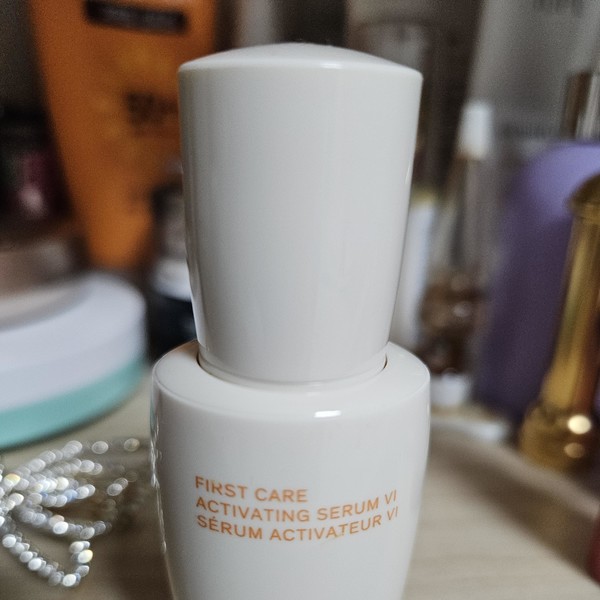 FIRST CARE
ACTIVATING SERUM VI
SÉRUM ACTIVATEUR VI